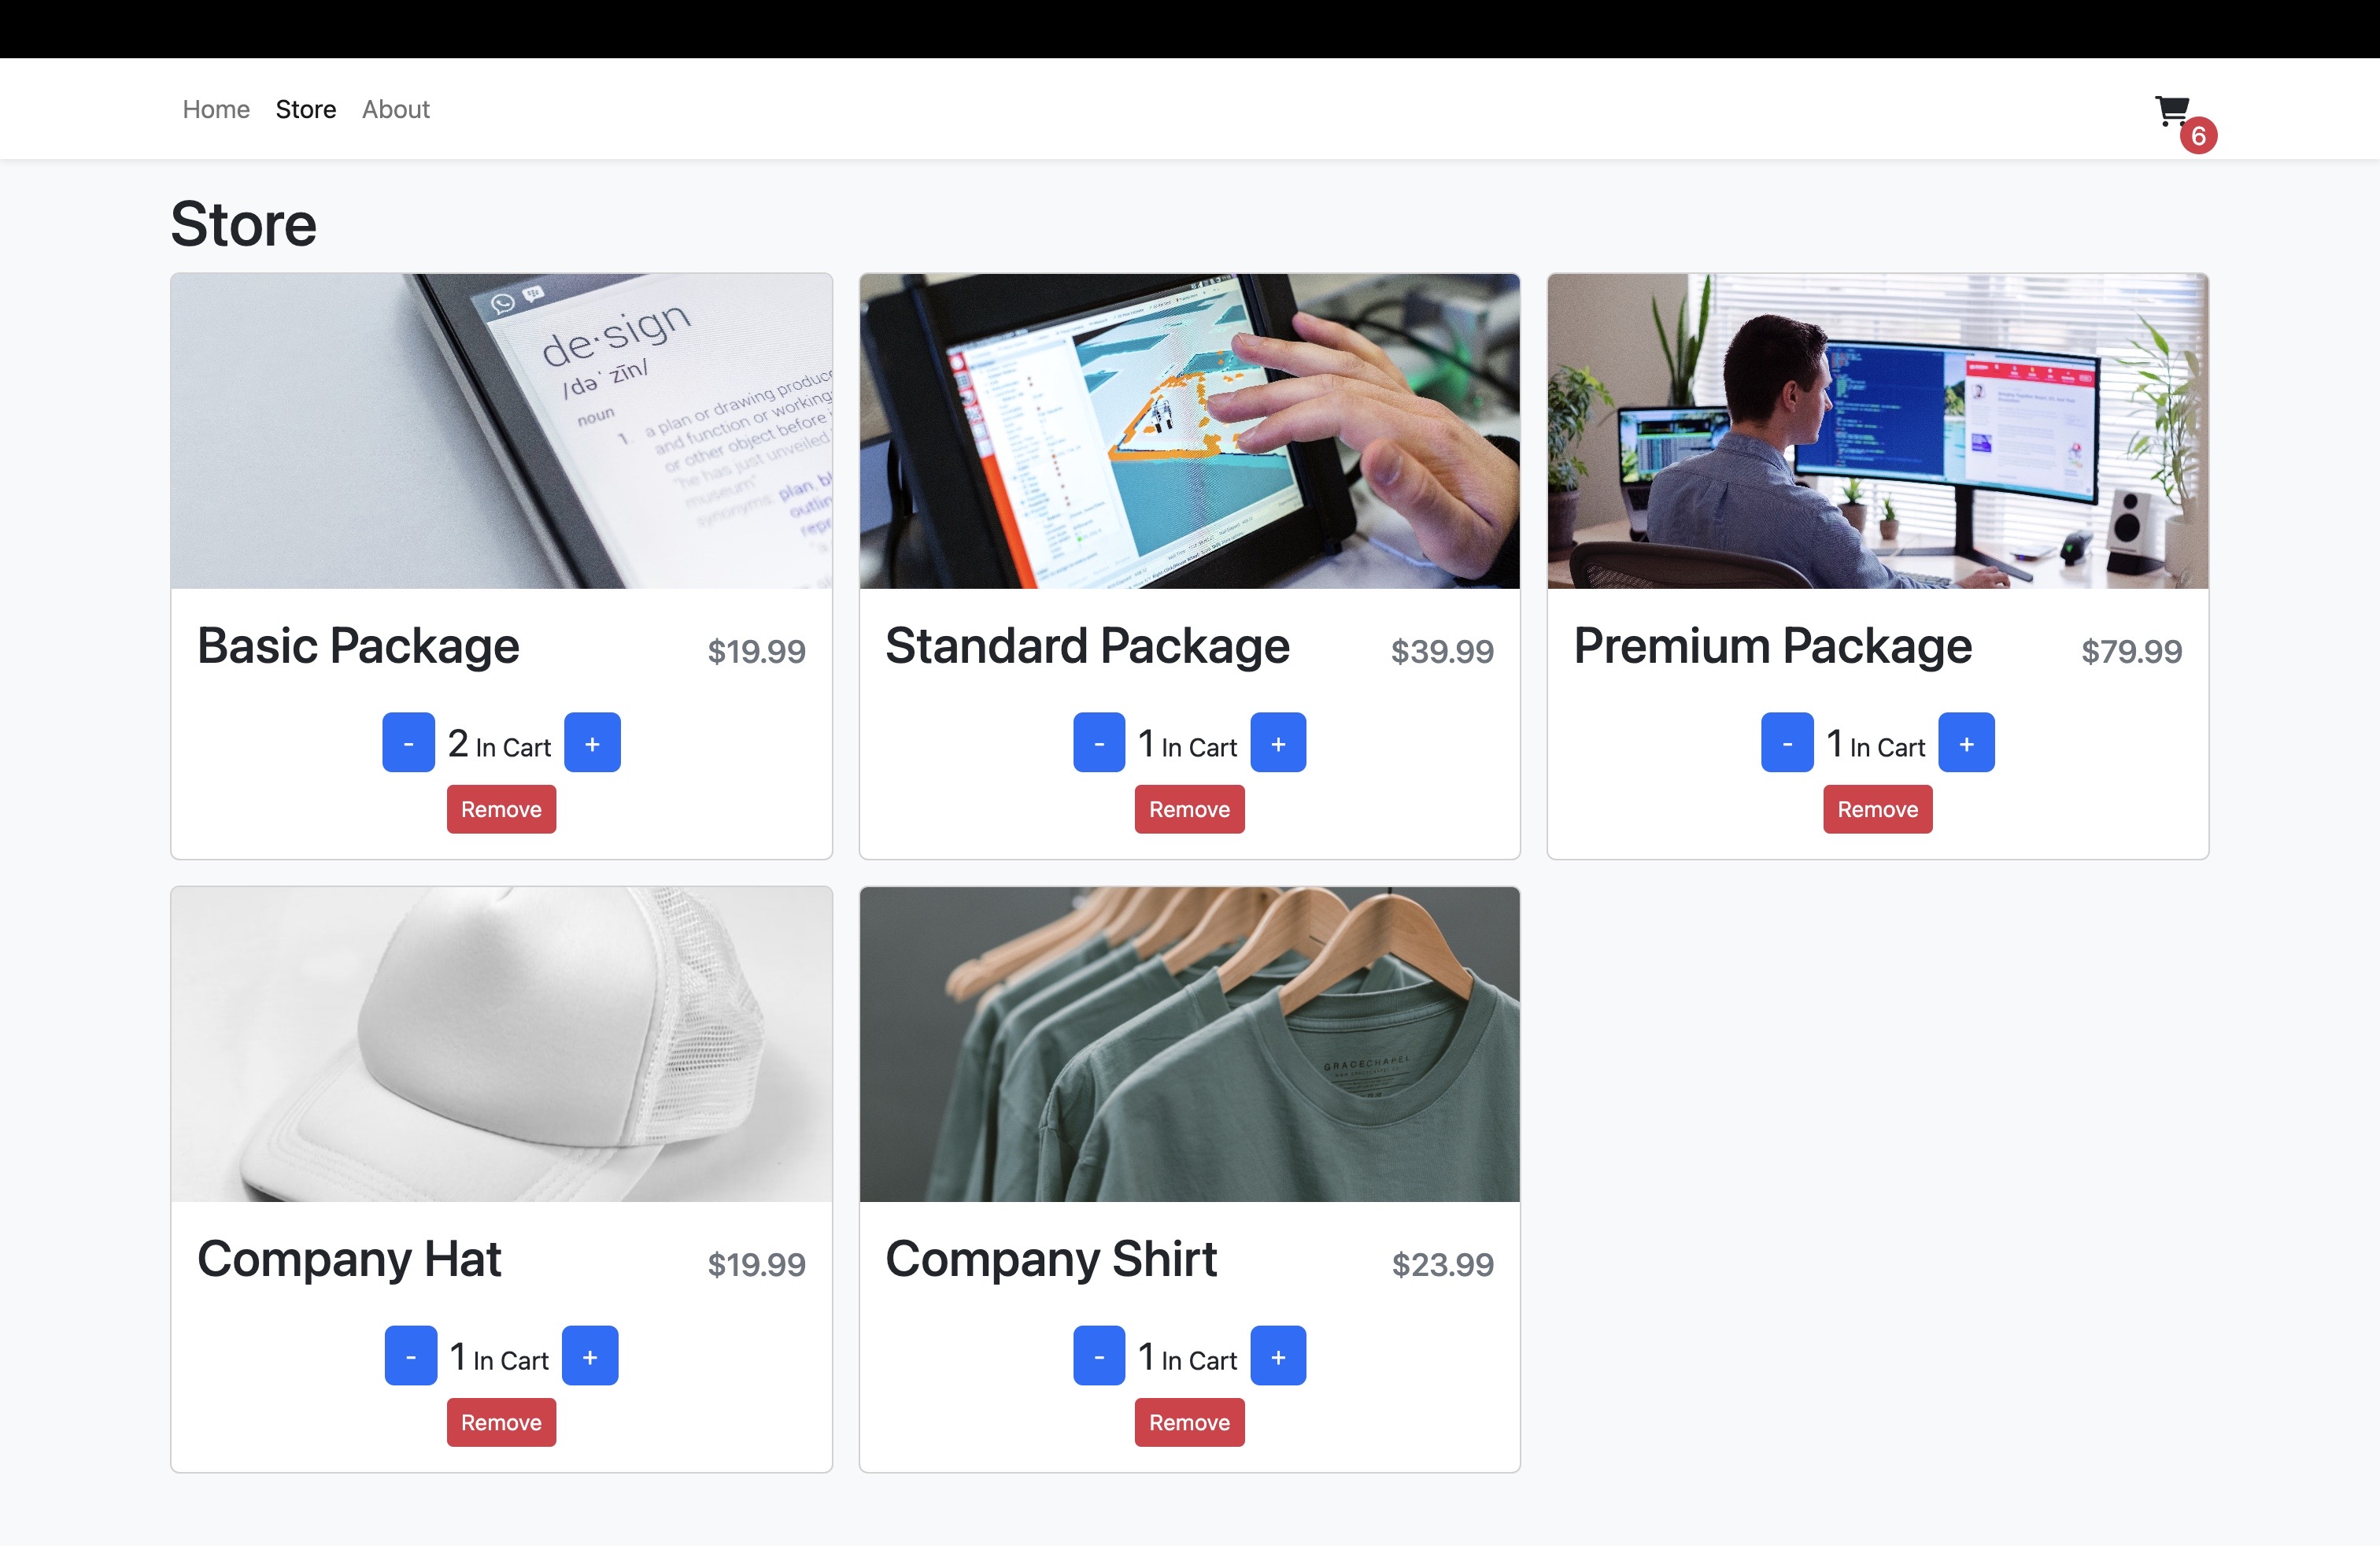 Home Store About
6
Store
de·sign
/dəˈ zīn/
noun
1. a plan or drawing produce
and function or working
or other object before i
"he has just unveiled
museum"
synonyms: plan, bl
outlin
repr
Basic Package $19.99
- 2 In Cart +
Remove
Standard Package $39.99
- 1 In Cart +
Remove
Premium Package $79.99
- 1 In Cart +
Remove
Company Hat $19.99
- 1 In Cart +
Remove
GRACECHAPEL
Company Shirt $23.99
- 1 In Cart +
Remove